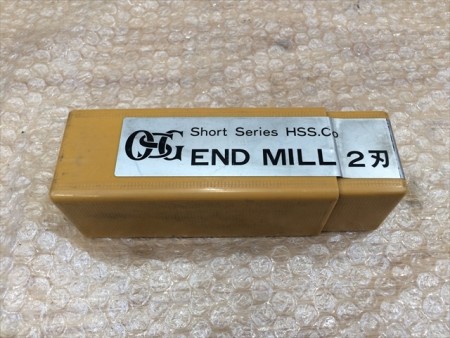 OSG
Short Series HSS.Co
END MILL 2刃